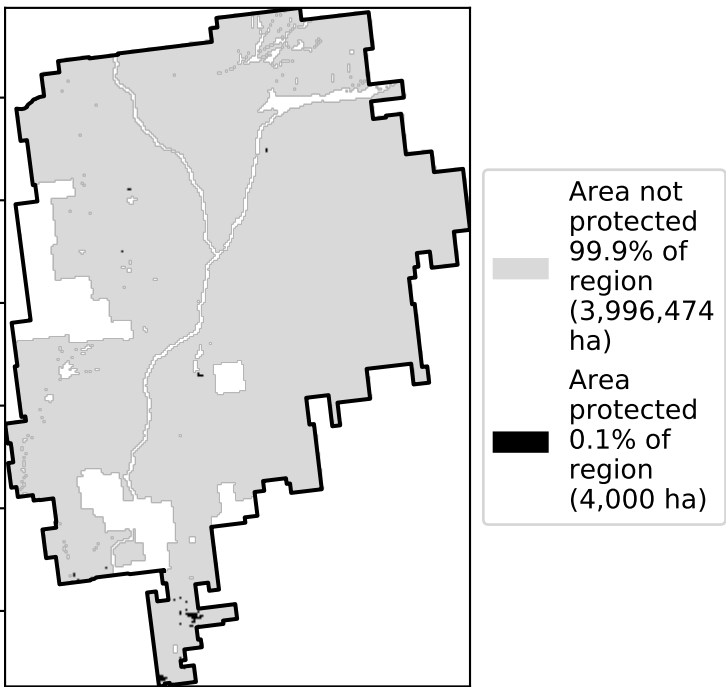 Area not
protected
99.9% of
region
(3,996,474
ha)
Area
protected
0.1% of
region
(4,000 ha)